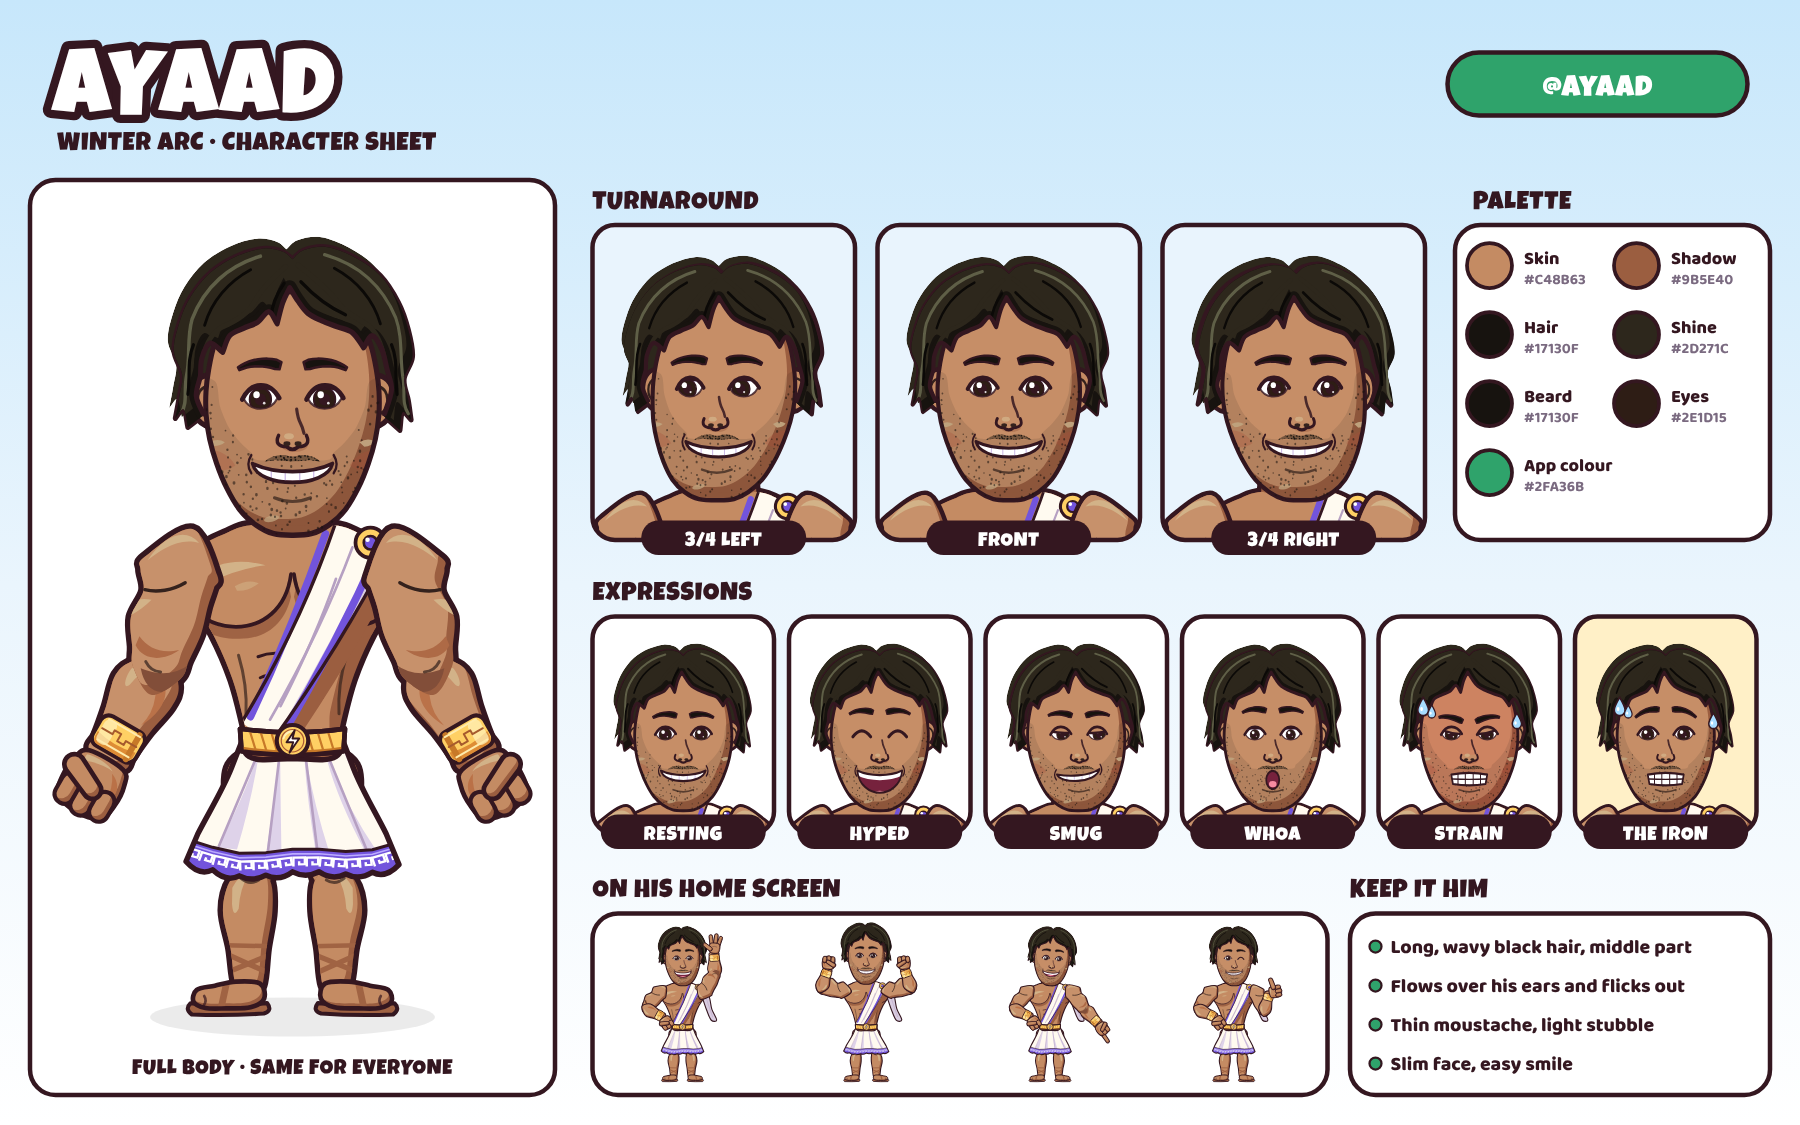 AYAAD
WINTER ARC · CHARACTER SHEET
@AYAAD
FULL BODY · SAME FOR EVERYONE
TURNAROUND
3/4 LEFT
FRONT
3/4 RIGHT
PALETTE
Skin
#C48B63
Shadow
#9B5E40
Hair
#17130F
Shine
#2D271C
Beard
#17130F
Eyes
#2E1D15
App colour
#2FA36B
EXPRESSIONS
RESTING
HYPED
SMUG
WHOA
STRAIN
THE IRON
ON HIS HOME SCREEN
KEEP IT HIM
Long, wavy black hair, middle part
Flows over his ears and flicks out
Thin moustache, light stubble
Slim face, easy smile